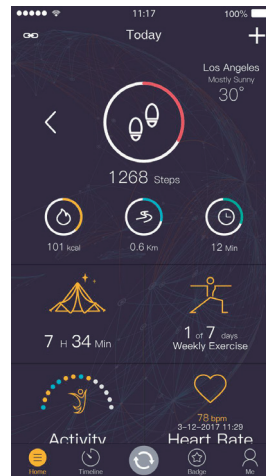 11:17
100%
Today
Los Angeles
Mostly Sunny
30°
1268 Steps
101 kcal
0.6 Km
12 Min
7 H 34 Min
1 of 7 days
Weekly Exercise
78 bpm
3-12-2017 11:29
Activity
Heart Rate
Home
Timeline
Badge
Me